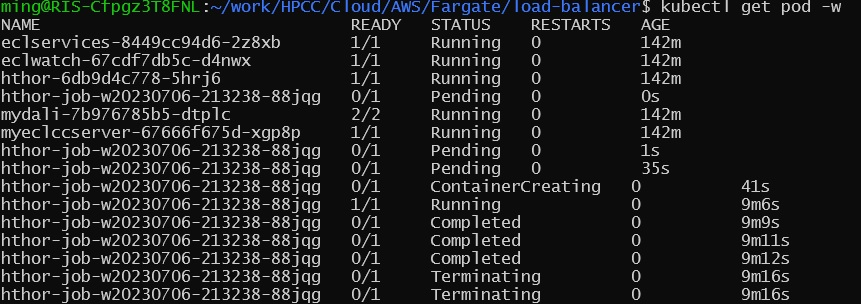 ming@RIS-Cfpgz3T8FNL:~/work/HPCC/Cloud/AWS/Fargate/load-balancer$ kubectl get pod -w
NAME READY STATUS RESTARTS AGE
eclservices-8449cc94d6-2z8xb 1/1 Running 0 142m
eclwatch-67cdf7db5c-d4nwx 1/1 Running 0 142m
hthor-6db9d4c778-5hrj6 1/1 Running 0 142m
hthor-job-w20230706-213238-88jqg 0/1 Pending 0 0s
mydali-7b976785b5-dtplc 2/2 Running 0 142m
myeclccserver-67666f675d-xgp8p 1/1 Running 0 142m
hthor-job-w20230706-213238-88jqg 0/1 Pending 0 1s
hthor-job-w20230706-213238-88jqg 0/1 Pending 0 35s
hthor-job-w20230706-213238-88jqg 0/1 ContainerCreating 0 41s
hthor-job-w20230706-213238-88jqg 1/1 Running 0 9m6s
hthor-job-w20230706-213238-88jqg 0/1 Completed 0 9m9s
hthor-job-w20230706-213238-88jqg 0/1 Completed 0 9m11s
hthor-job-w20230706-213238-88jqg 0/1 Completed 0 9m12s
hthor-job-w20230706-213238-88jqg 0/1 Terminating 0 9m16s
hthor-job-w20230706-213238-88jqg 0/1 Terminating 0 9m16s